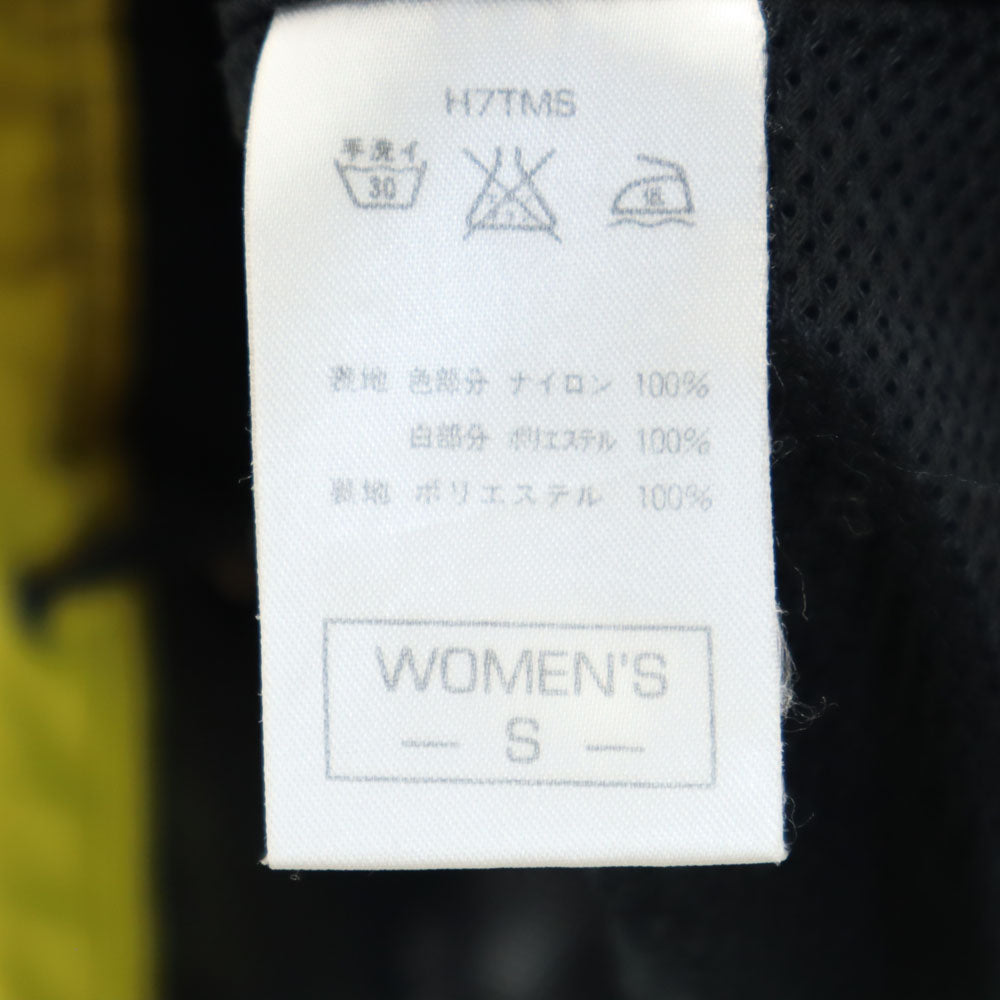 H7TMS
手洗イ
30
表地 色部分 ナイロン 100%
白部分 ポリエステル 100%
裏地 ポリエステル 100%
WOMEN'S
— S —